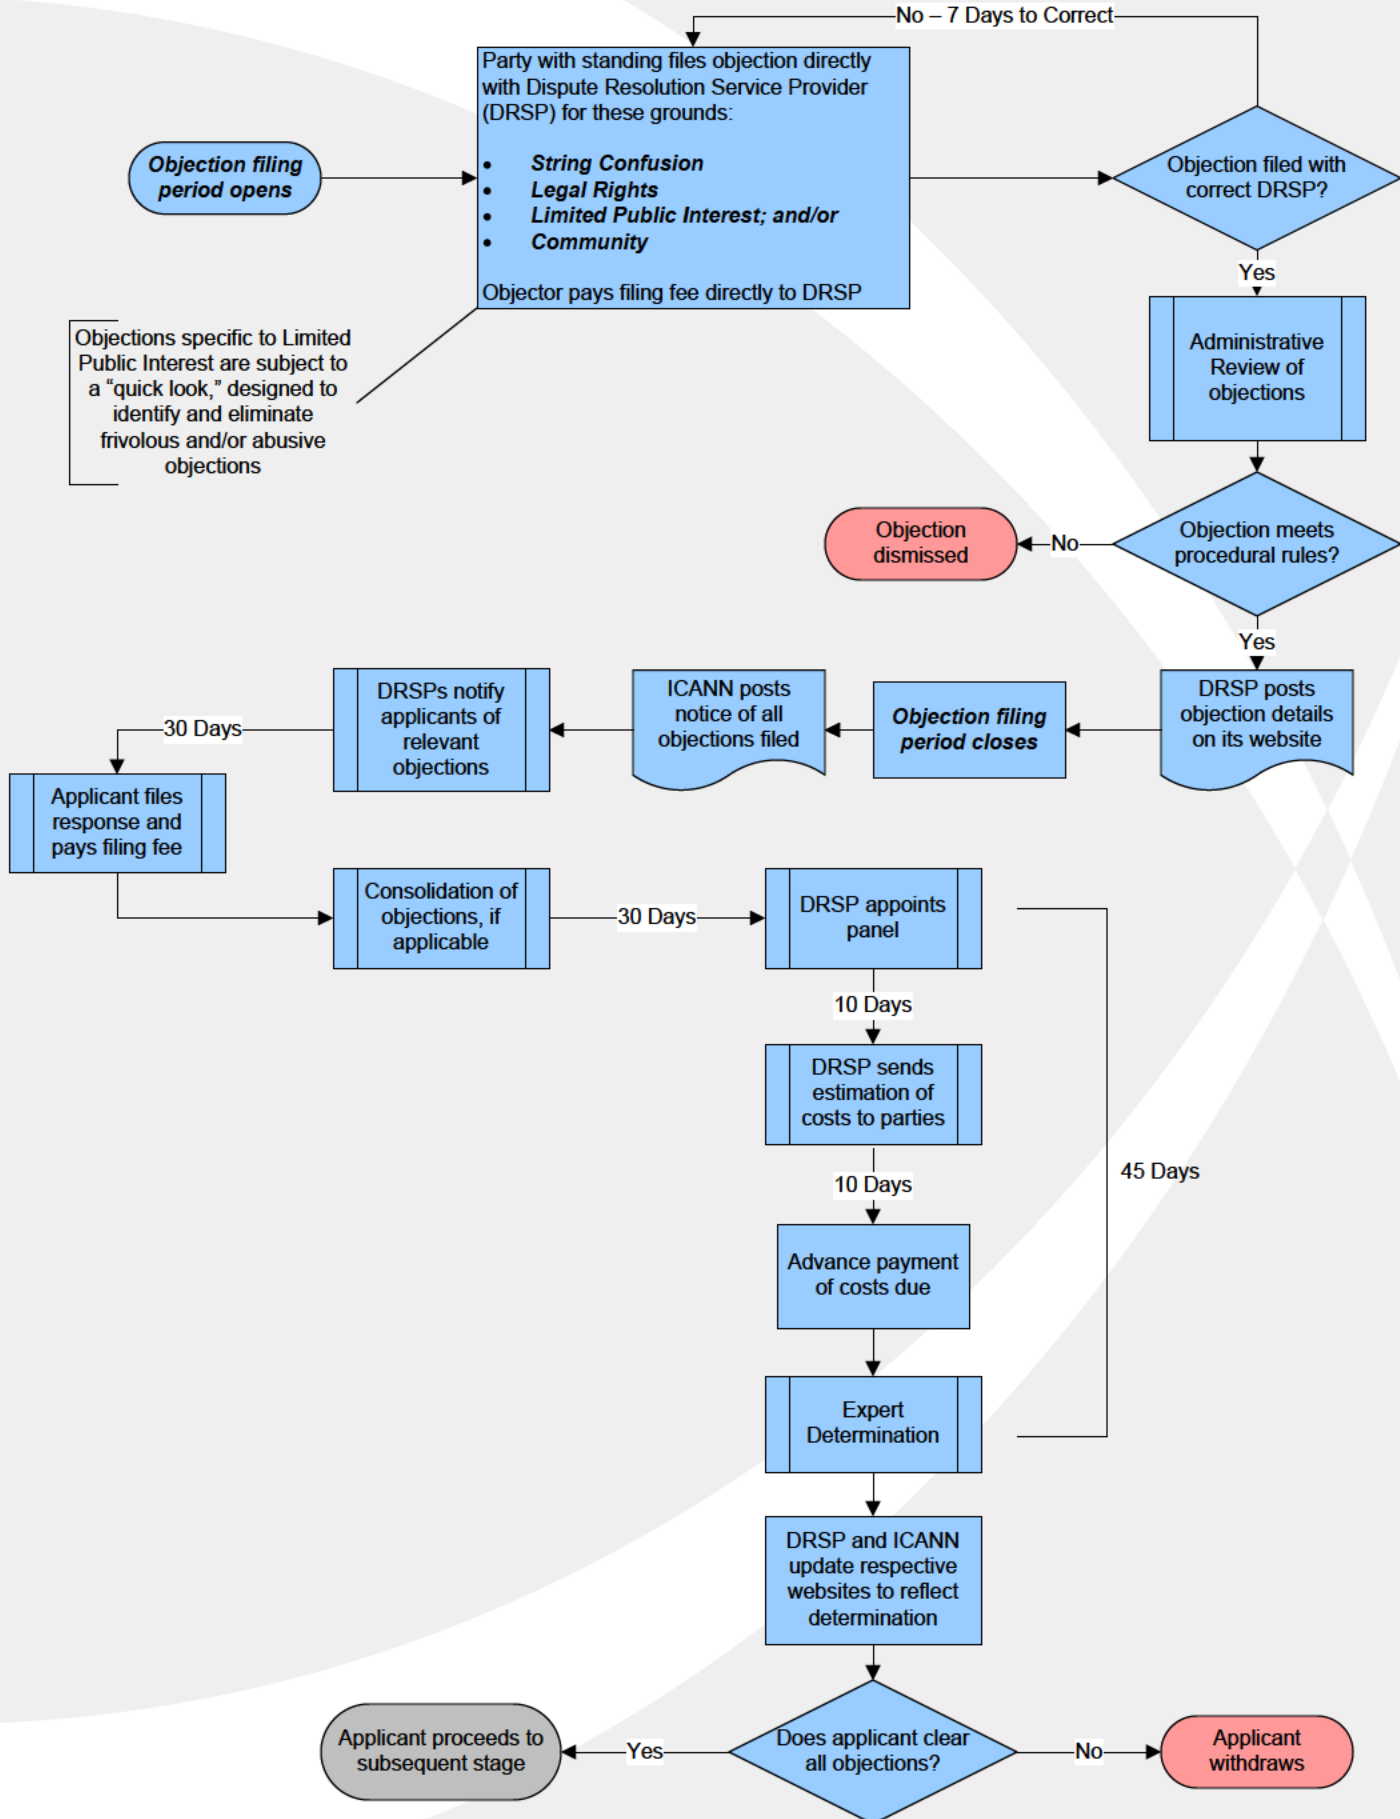 No – 7 Days to Correct
Party with standing files objection directly
with Dispute Resolution Service Provider
(DRSP) for these grounds:
• String Confusion
• Legal Rights
• Limited Public Interest; and/or
• Community
Objector pays filing fee directly to DRSP
Objection filing
period opens
Objection filed with
correct DRSP?
Yes
Objections specific to Limited
Public Interest are subject to
a “quick look,” designed to
identify and eliminate
frivolous and/or abusive
objections
Administrative
Review of
objections
Objection
dismissed
No
Objection meets
procedural rules?
Yes
DRSP posts
objection details
on its website
Objection filing
period closes
ICANN posts
notice of all
objections filed
DRSPs notify
applicants of
relevant
objections
30 Days
Applicant files
response and
pays filing fee
Consolidation of
objections, if
applicable
30 Days
DRSP appoints
panel
10 Days
DRSP sends
estimation of
costs to parties
10 Days
45 Days
Advance payment
of costs due
Expert
Determination
DRSP and ICANN
update respective
websites to reflect
determination
Does applicant clear
all objections?
Yes
Applicant proceeds to
subsequent stage
No
Applicant
withdraws